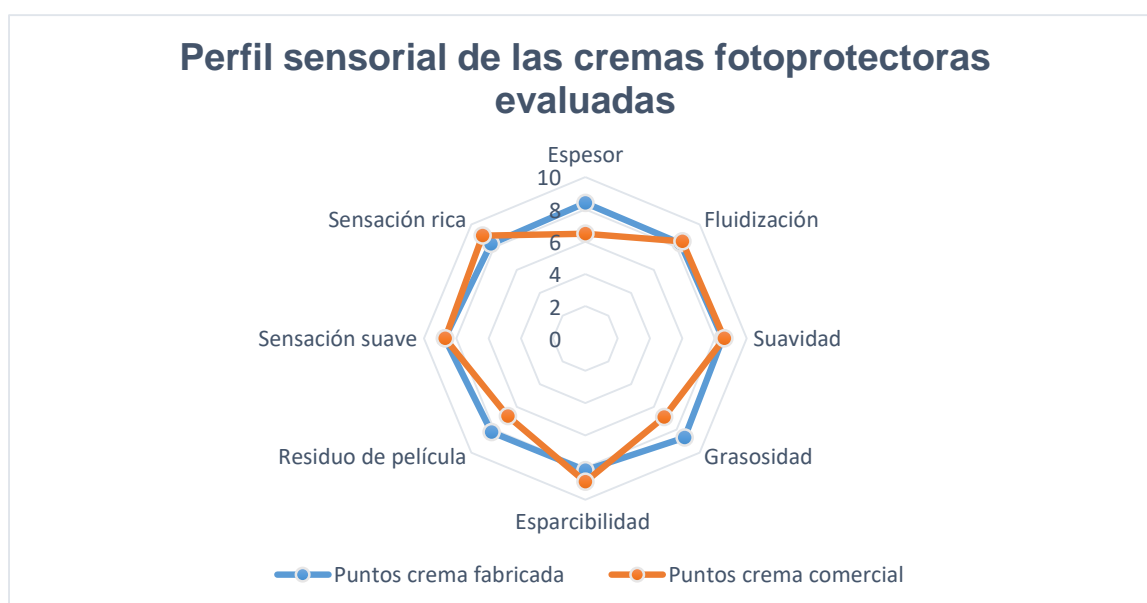 Perfil sensorial de las cremas fotoprotectoras
evaluadas
Espesor
10
8
6
4
2
0
Fluidización
Suavidad
Grasosidad
Esparcibilidad
Residuo de película
Sensación suave
Sensación rica
Puntos crema fabricada
Puntos crema comercial